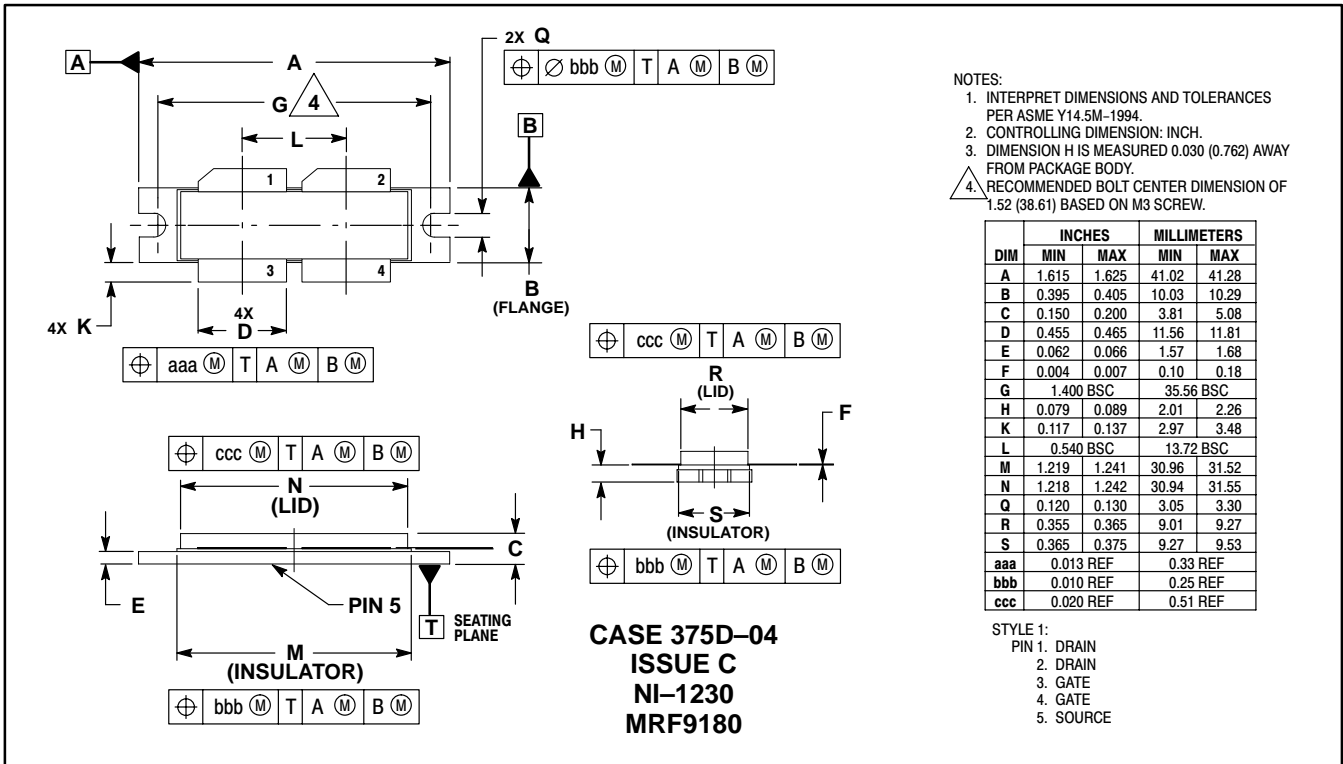 A
A
2X Q
⌖ ∅ bbb Ⓜ T A Ⓜ B Ⓜ
G 4
L
B
1
2
3
4
B
(FLANGE)
4X K
4X
D
⌖ aaa Ⓜ T A Ⓜ B Ⓜ
⌖ ccc Ⓜ T A Ⓜ B Ⓜ
R
(LID)
F
H
S
(INSULATOR)
⌖ bbb Ⓜ T A Ⓜ B Ⓜ
⌖ ccc Ⓜ T A Ⓜ B Ⓜ
N
(LID)
C
E
PIN 5
T SEATING
PLANE
M
(INSULATOR)
⌖ bbb Ⓜ T A Ⓜ B Ⓜ
CASE 375D–04
ISSUE C
NI–1230
MRF9180
NOTES:
1. INTERPRET DIMENSIONS AND TOLERANCES
PER ASME Y14.5M–1994.
2. CONTROLLING DIMENSION: INCH.
3. DIMENSION H IS MEASURED 0.030 (0.762) AWAY
FROM PACKAGE BODY.
4. RECOMMENDED BOLT CENTER DIMENSION OF
1.52 (38.61) BASED ON M3 SCREW.
INCHES MILLIMETERS
DIM MIN MAX MIN MAX
A 1.615 1.625 41.02 41.28
B 0.395 0.405 10.03 10.29
C 0.150 0.200 3.81 5.08
D 0.455 0.465 11.56 11.81
E 0.062 0.066 1.57 1.68
F 0.004 0.007 0.10 0.18
G 1.400 BSC 35.56 BSC
H 0.079 0.089 2.01 2.26
K 0.117 0.137 2.97 3.48
L 0.540 BSC 13.72 BSC
M 1.219 1.241 30.96 31.52
N 1.218 1.242 30.94 31.55
Q 0.120 0.130 3.05 3.30
R 0.355 0.365 9.01 9.27
S 0.365 0.375 9.27 9.53
aaa 0.013 REF 0.33 REF
bbb 0.010 REF 0.25 REF
ccc 0.020 REF 0.51 REF
STYLE 1:
PIN 1. DRAIN
2. DRAIN
3. GATE
4. GATE
5. SOURCE